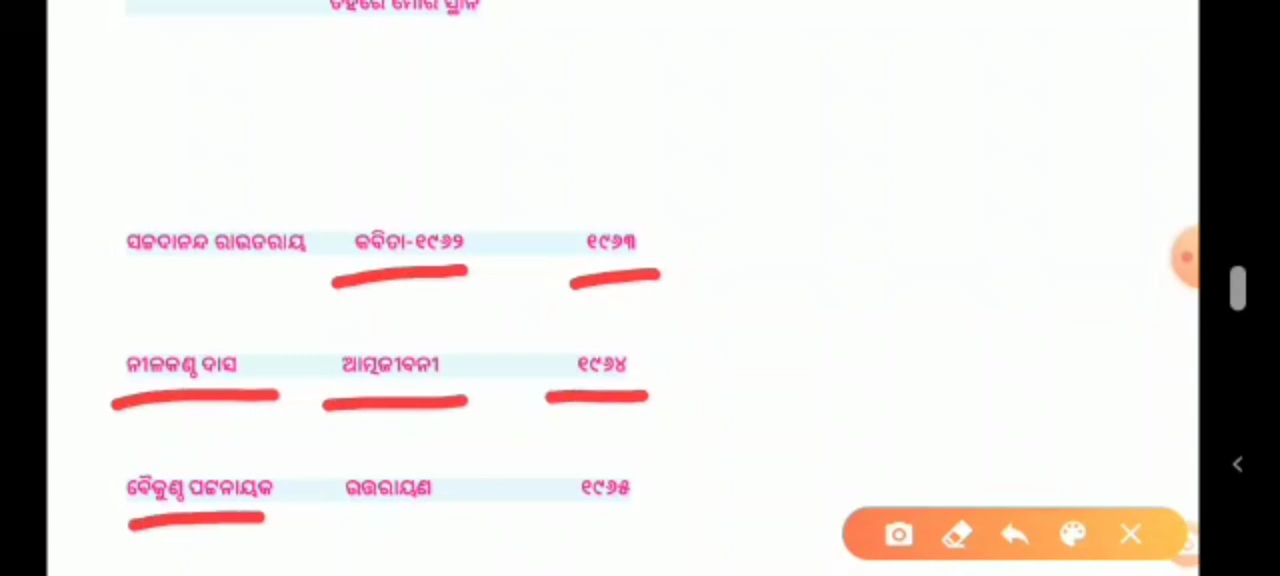 ସଚ୍ଚିଦାନନ୍ଦ ରାଉତରାୟ କବିତା-୧୯୬୨ ୧୯୬୩
ନୀଳକଣ୍ଠ ଦାସ ଆତ୍ମଜୀବନୀ ୧୯୬୪
ବୈକୁଣ୍ଠ ପଟ୍ଟନାୟକ ଉତ୍ତରାୟଣ ୧୯୬୫